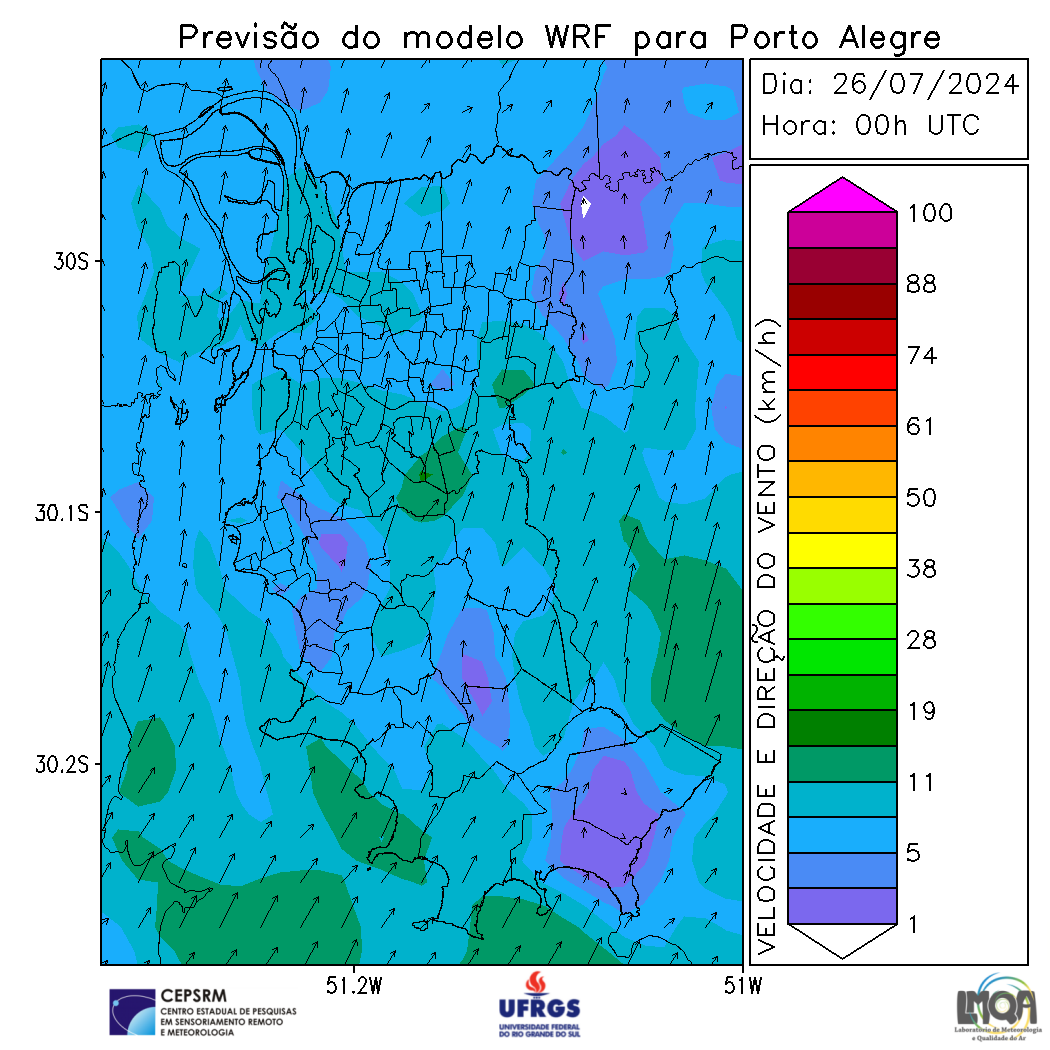 Previsão do modelo WRF para Porto Alegre
Dia: 26/07/2024
Hora: 00h UTC
30S
30.1S
30.2S
51.2W
51W
VELOCIDADE E DIREÇÃO DO VENTO (km/h)
100
88
74
61
50
38
28
19
11
5
1
CEPSRM
CENTRO ESTADUAL DE PESQUISAS
EM SENSORIAMENTO REMOTO
E METEOROLOGIA
UFRGS
UNIVERSIDADE FEDERAL
DO RIO GRANDE DO SUL
LMQA
Laboratório de Meteorologia
e Qualidade do Ar